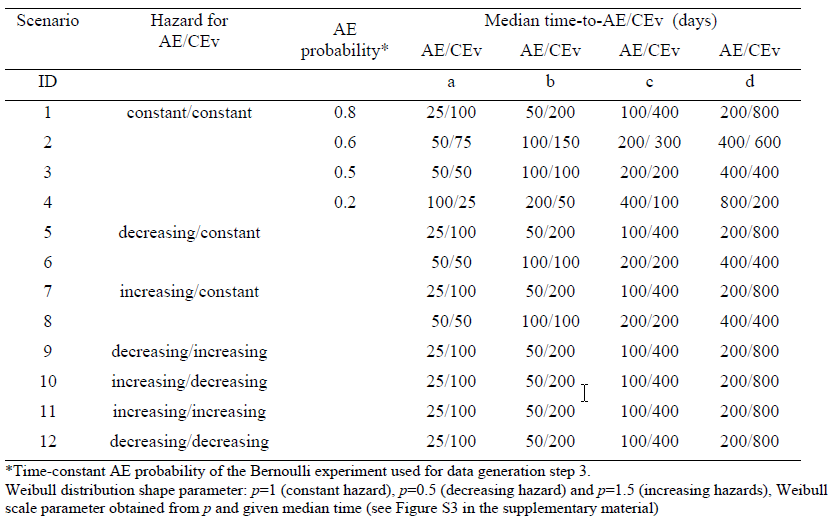 Scenario Hazard for AE/CEv AE probability* Median time-to-AE/CEv (days)
AE/CEv AE/CEv AE/CEv AE/CEv
ID a b c d
1 constant/constant 0.8 25/100 50/200 100/400 200/800
2 0.6 50/75 100/150 200/ 300 400/ 600
3 0.5 50/50 100/100 200/200 400/400
4 0.2 100/25 200/50 400/100 800/200
5 decreasing/constant 25/100 50/200 100/400 200/800
6 50/50 100/100 200/200 400/400
7 increasing/constant 25/100 50/200 100/400 200/800
8 50/50 100/100 200/200 400/400
9 decreasing/increasing 25/100 50/200 100/400 200/800
10 increasing/decreasing 25/100 50/200 100/400 200/800
11 increasing/increasing 25/100 50/200 100/400 200/800
12 decreasing/decreasing 25/100 50/200 100/400 200/800
*Time-constant AE probability of the Bernoulli experiment used for data generation step 3.
Weibull distribution shape parameter: p=1 (constant hazard), p=0.5 (decreasing hazard) and p=1.5 (increasing hazards), Weibull
scale parameter obtained from p and given median time (see Figure S3 in the supplementary material)